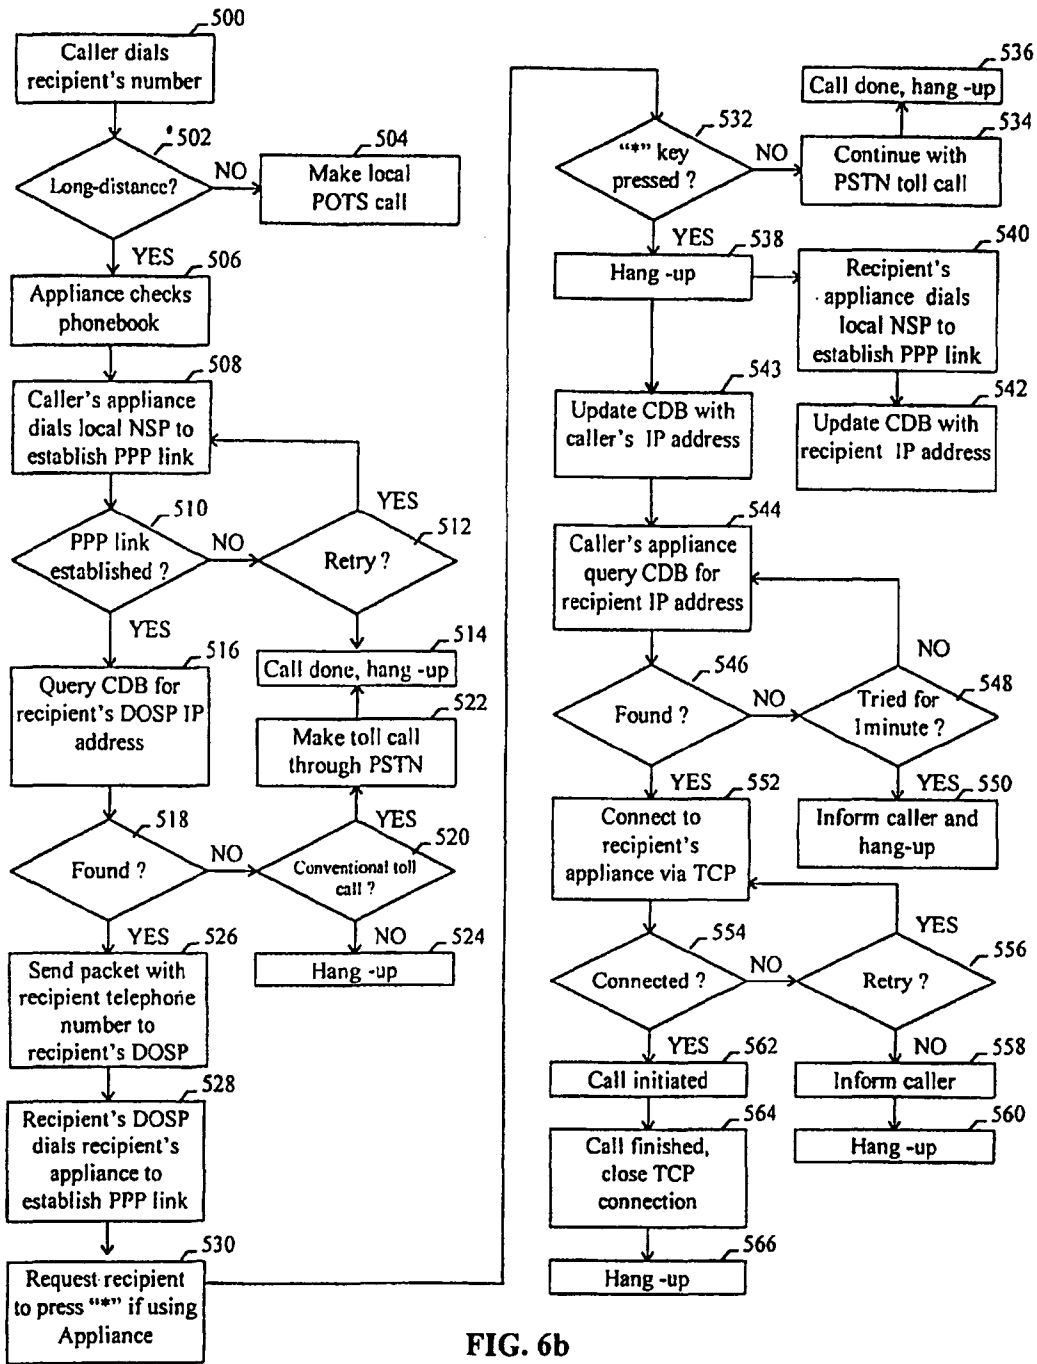 500
Caller dials
recipient's number
502
Long-distance?
NO
504
Make local
POTS call
YES
506
Appliance checks
phonebook
508
Caller's appliance
dials local NSP to
establish PPP link
510
PPP link
established ?
NO
YES
512
Retry ?
YES
514
Call done, hang -up
516
Query CDB for
recipient's DOSP IP
address
522
Make toll call
through PSTN
518
Found ?
NO
YES
520
Conventional toll
call ?
YES
NO
524
Hang -up
526
Send packet with
recipient telephone
number to
recipient's DOSP
528
Recipient's DOSP
dials recipient's
appliance to
establish PPP link
530
Request recipient
to press "*" if using
Appliance
532
"*" key
pressed ?
NO
536
Call done, hang -up
534
Continue with
PSTN toll call
YES
538
Hang -up
540
Recipient's
appliance dials
local NSP to
establish PPP link
543
Update CDB with
caller's IP address
542
Update CDB with
recipient IP address
544
Caller's appliance
query CDB for
recipient IP address
546
Found ?
NO
NO
548
Tried for
1minute ?
YES
552
Connect to
recipient's
appliance via TCP
YES
550
Inform caller and
hang-up
554
Connected ?
NO
YES
556
Retry ?
YES
562
Call initiated
NO
558
Inform caller
564
Call finished,
close TCP
connection
560
Hang -up
566
Hang -up
FIG. 6b